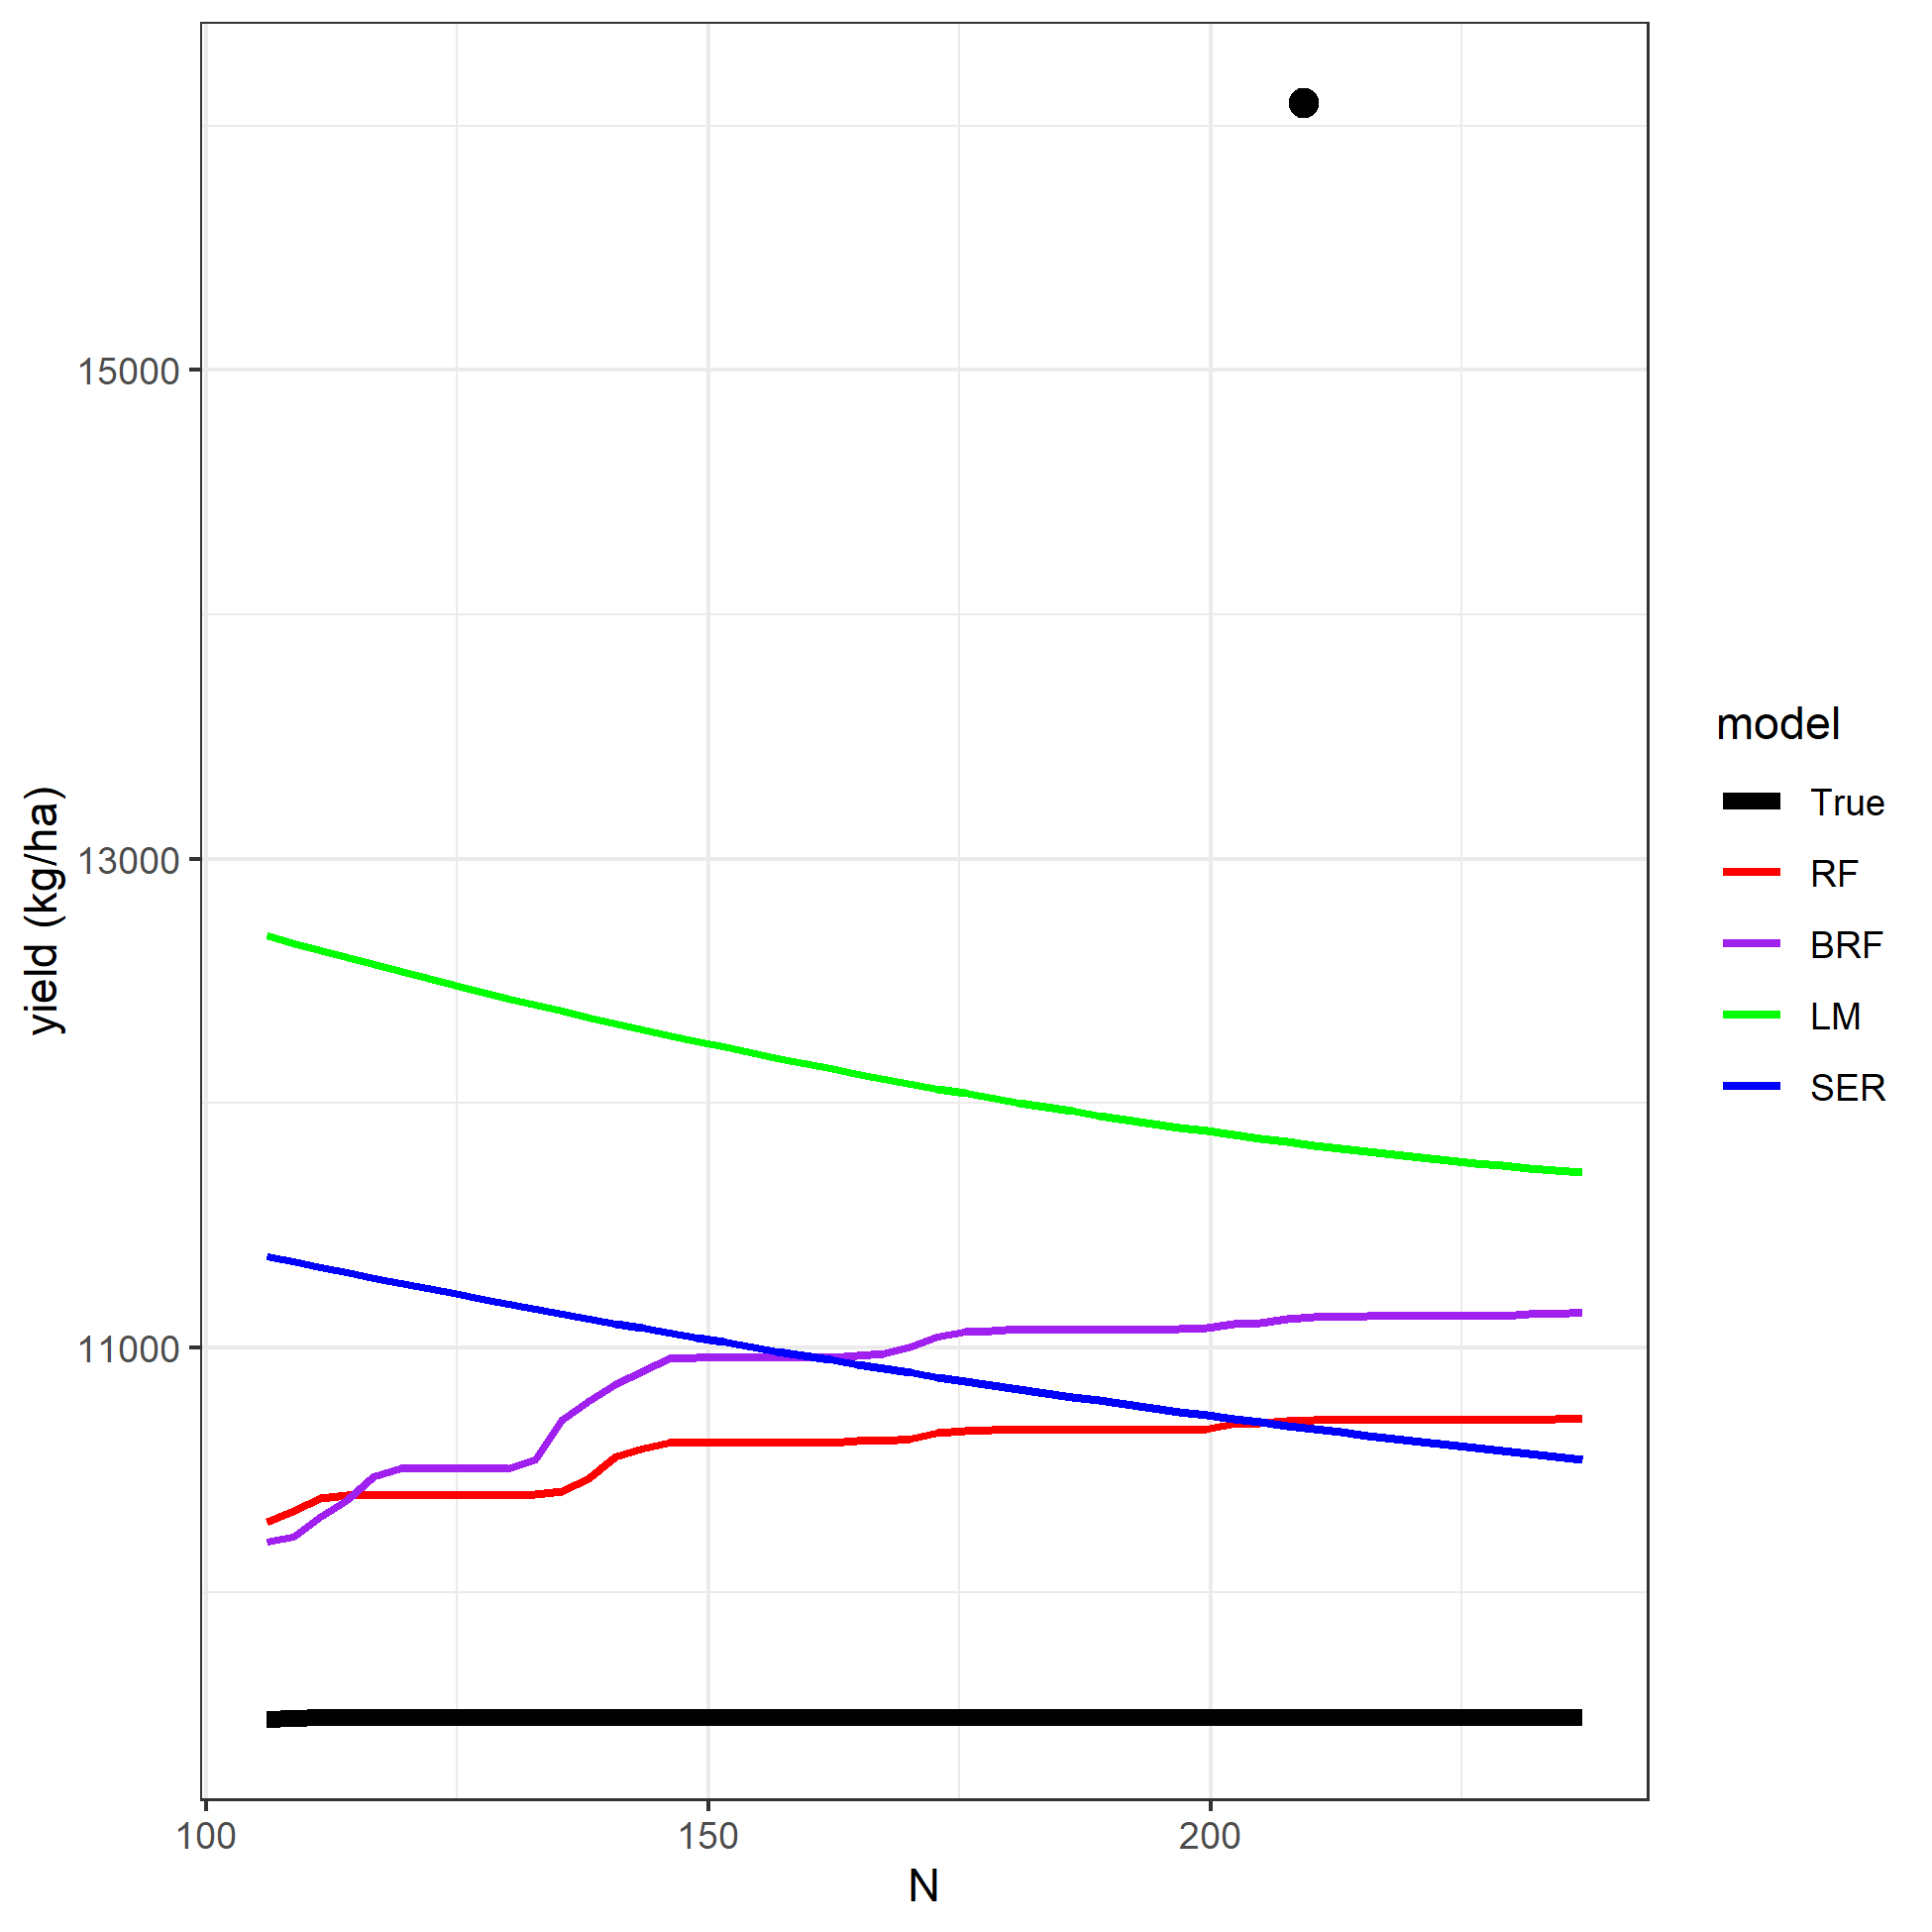 yield (kg/ha)
15000
13000
11000
100
150
200
N
model
True
RF
BRF
LM
SER